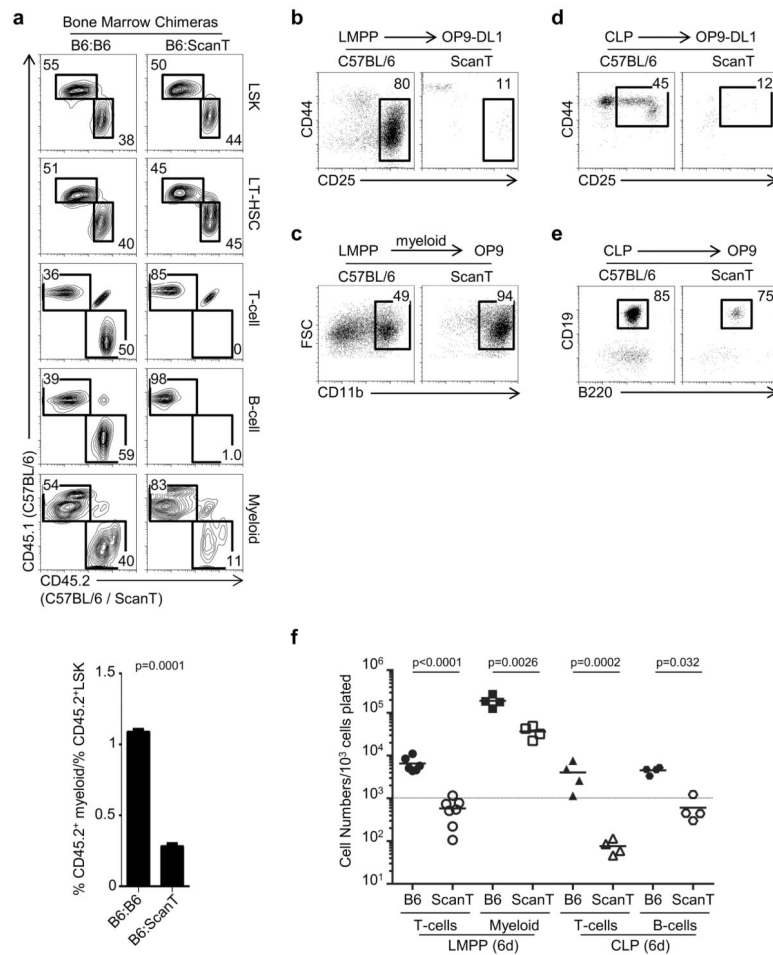 a
Bone Marrow Chimeras
B6:B6
B6:ScanT
55
38
50
44
LSK
51
40
45
45
LT-HSC
36
50
85
0
T-cell
39
59
98
1.0
B-cell
54
40
83
11
Myeloid
CD45.1 (C57BL/6)
CD45.2
(C57BL/6 / ScanT)
b
LMPP OP9-DL1
C57BL/6 ScanT
80
11
CD44
CD25
c
LMPP myeloid OP9
C57BL/6 ScanT
49
94
FSC
CD11b
d
CLP OP9-DL1
C57BL/6 ScanT
45
12
CD44
CD25
e
CLP OP9
C57BL/6 ScanT
85
75
CD19
B220
% CD45.2+ myeloid/% CD45.2+LSK
p=0.0001
1.5
1
0.5
0
B6:B6
B6:ScanT
f
Cell Numbers/10³ cells plated
p<0.0001 p=0.0026 p=0.0002 p=0.032
10⁶
10⁵
10⁴
10³
10²
10¹
B6 ScanT B6 ScanT B6 ScanT B6 ScanT
T-cells Myeloid T-cells B-cells
LMPP (6d) CLP (6d)